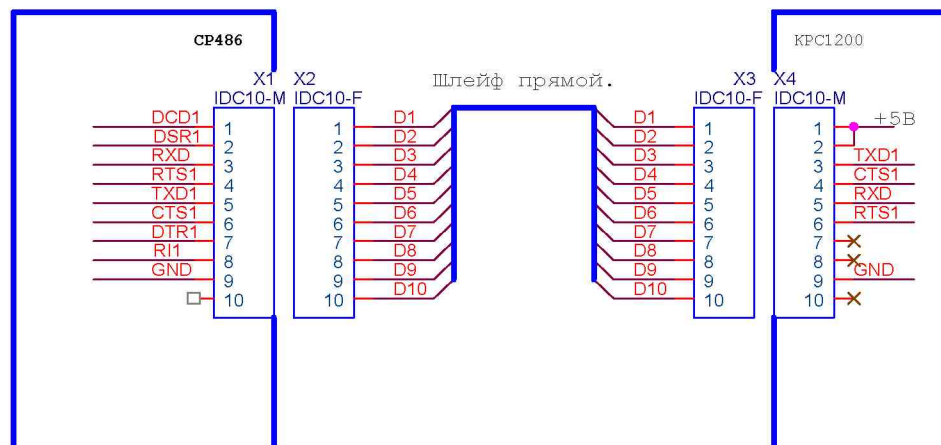 CP486
KPC1200
Шлейф прямой.
X1 X2 X3 X4
IDC10-M IDC10-F IDC10-F IDC10-M
DCD1 1 1 D1 D1 1 1 +5В
DSR1 2 2 D2 D2 2 2
RXD 3 3 D3 D3 3 3 TXD1
RTS1 4 4 D4 D4 4 4 CTS1
TXD1 5 5 D5 D5 5 5 RXD
CTS1 6 6 D6 D6 6 6 RTS1
DTR1 7 7 D7 D7 7 7
RI1 8 8 D8 D8 8 8
GND 9 9 D9 D9 9 9 GND
10 10 D10 D10 10 10